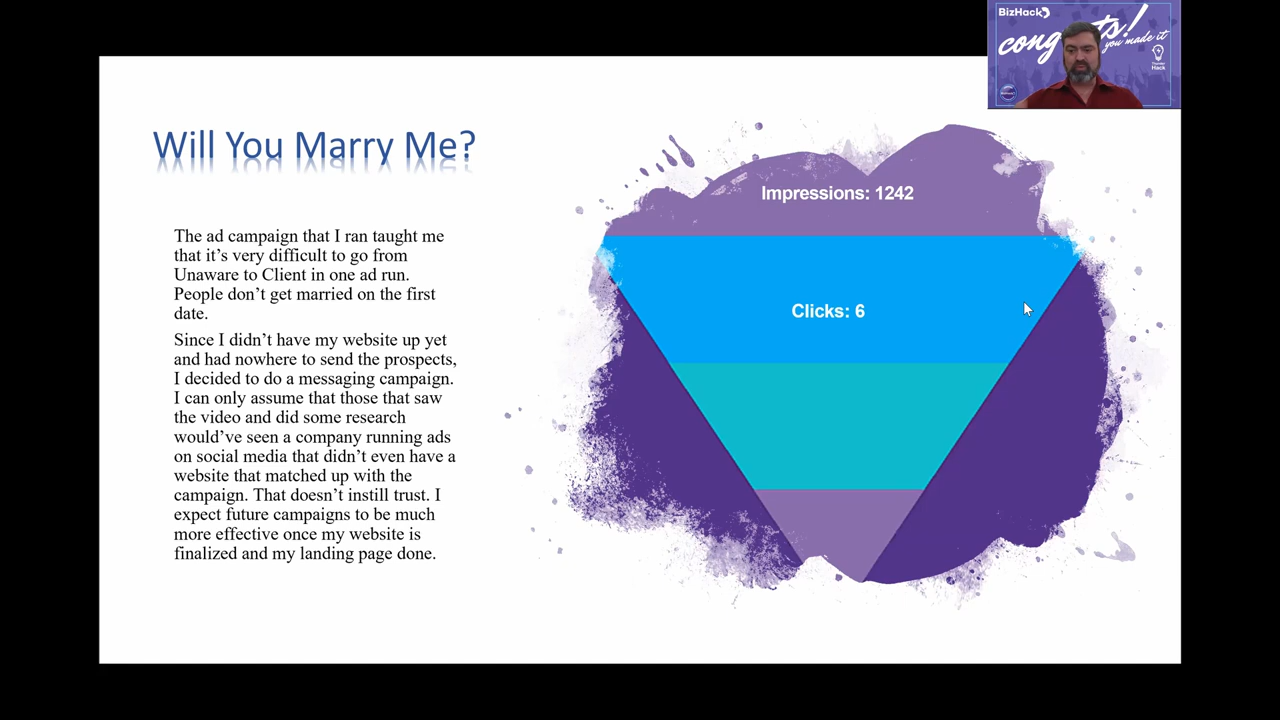 BizHack
congrats!
you made it
Hack
Will You Marry Me?
The ad campaign that I ran taught me
that it’s very difficult to go from
Unaware to Client in one ad run.
People don’t get married on the first
date.
Since I didn’t have my website up yet
and had nowhere to send the prospects,
I decided to do a messaging campaign.
I can only assume that those that saw
the video and did some research
would’ve seen a company running ads
on social media that didn’t even have a
website that matched up with the
campaign. That doesn’t instill trust. I
expect future campaigns to be much
more effective once my website is
finalized and my landing page done.
Impressions: 1242
Clicks: 6